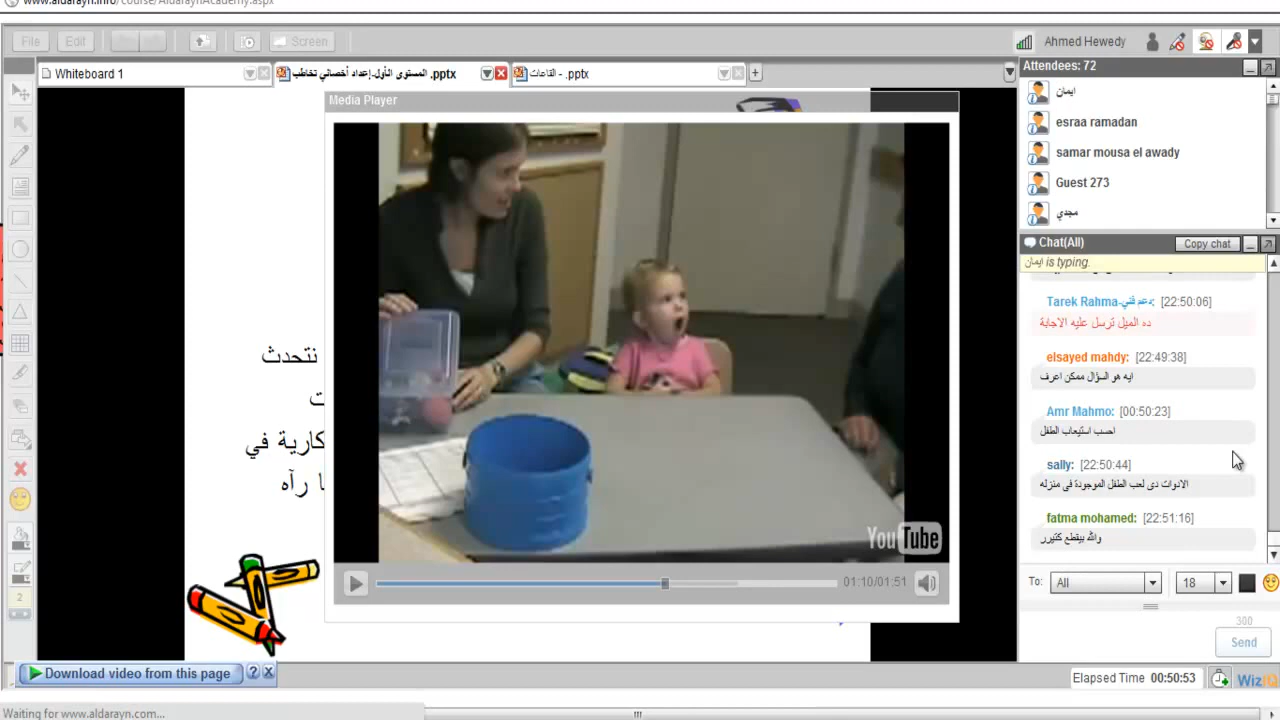 www.aldarayn.info/course/AldaraynAcademy.aspx
File
Edit
Screen
Ahmed Hewedy
Whiteboard 1
المستوى الأول-إعداد أخصائي تخاطب .pptx
القاعات - .pptx
Attendees: 72
ايمان
esraa ramadan
samar mousa el awady
Guest 273
مجدي
Media Player
Chat(All)
Copy chat
ايمان is typing.
Tarek Rahma-دعم فني: [22:50:06]
ده الميل ترسل عليه الاجابة
elsayed mahdy: [22:49:38]
ايه هو السؤال ممكن اعرف
Amr Mahmo: [00:50:23]
احسب استيعاب الطفل
sally: [22:50:44]
الادوات دى لعب الطفل الموجودة فى منزله
fatma mohamed: [22:51:16]
والله بيقطع كتيرر
نتحدث
ت
كارية في
ا رآه
YouTube
01:10/01:51
To:
All
18
300
Send
2
Download video from this page
?
Elapsed Time 00:50:53
WizIQ
Waiting for www.aldarayn.com...